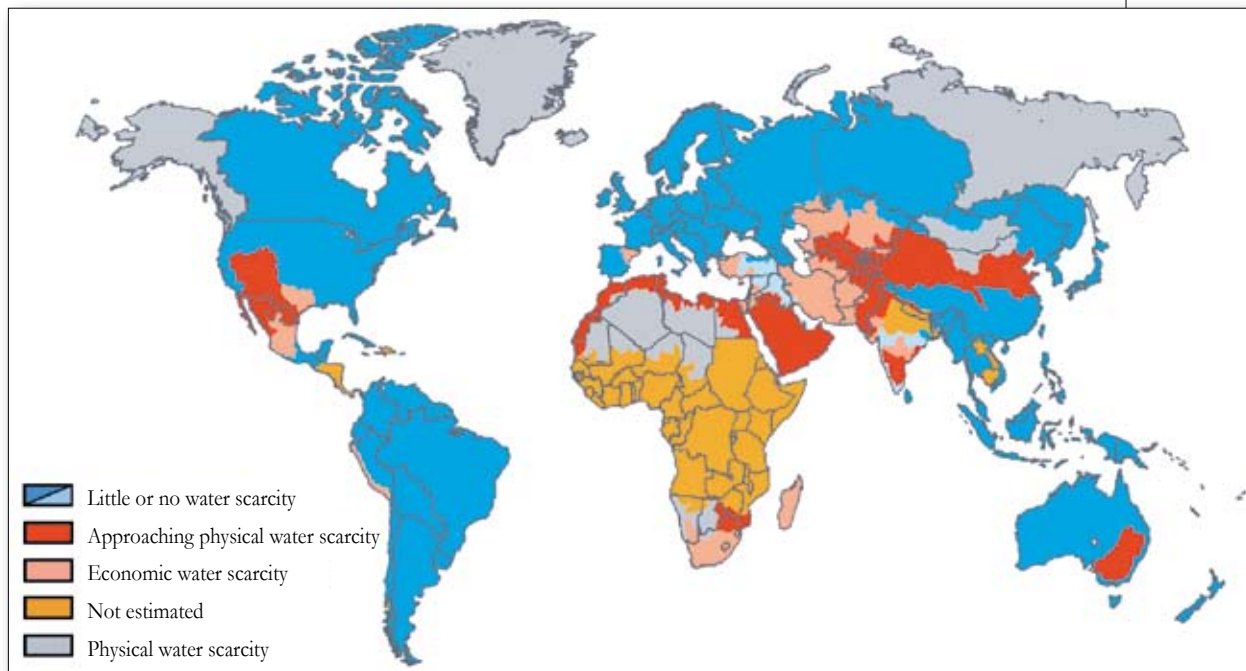 Little or no water scarcity
Approaching physical water scarcity
Economic water scarcity
Not estimated
Physical water scarcity